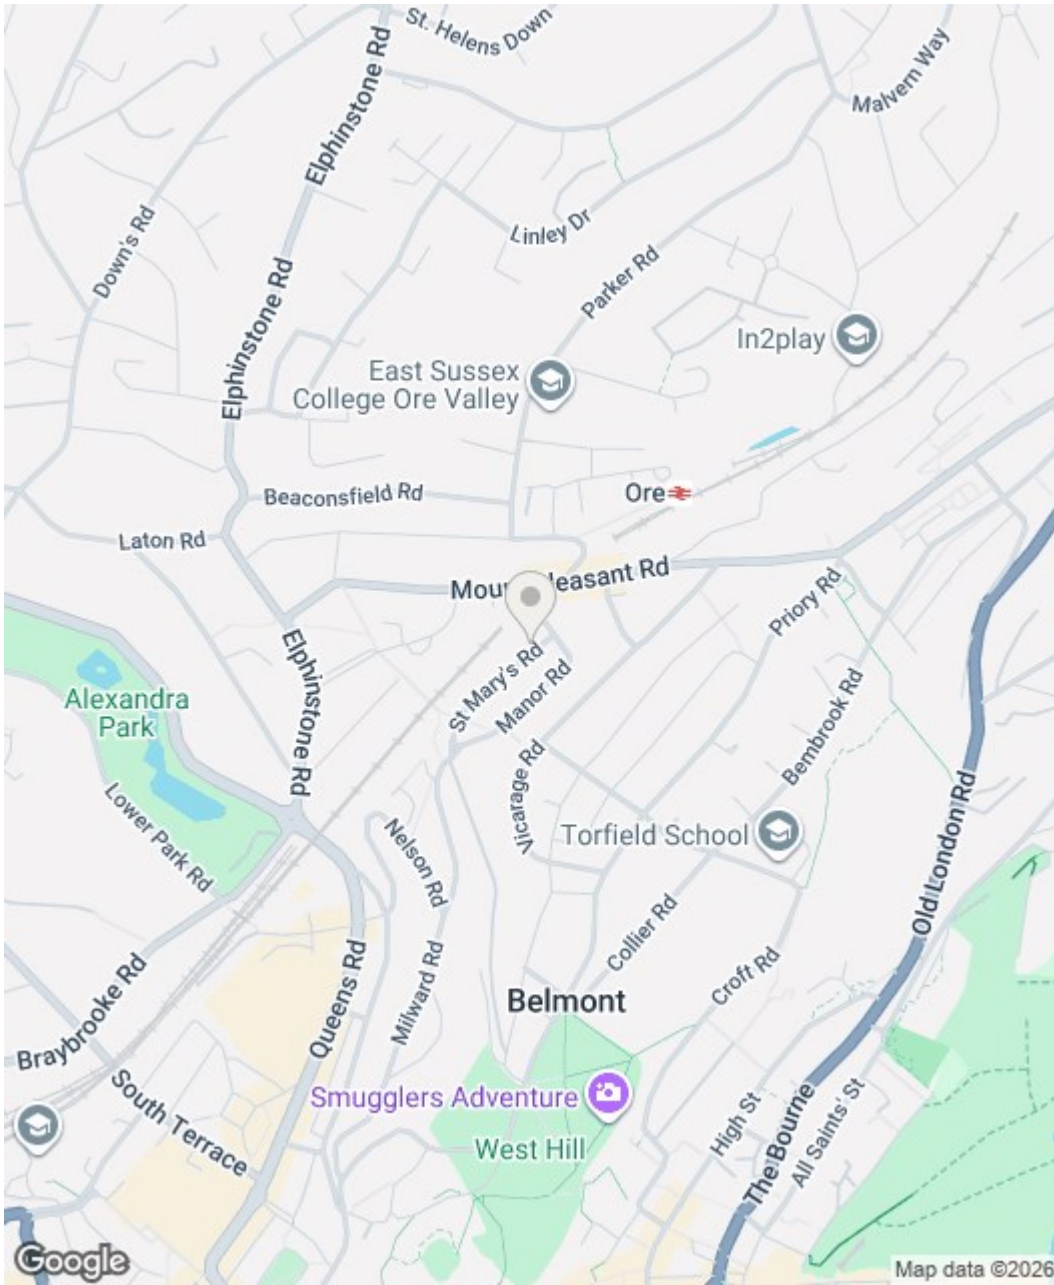 St. Helens Down
Elphinstone Rd
Malvern Way
Linley Dr
Down's Rd
Parker Rd
Elphinstone Rd
In2play
East Sussex
College Ore Valley
Ore
Beaconsfield Rd
Laton Rd
Mount Pleasant Rd
Priory Rd
Elphinstone Rd
St Mary's Rd
Manor Rd
Alexandra
Park
Bembrook Rd
Vicarage Rd
Lower Park Rd
Nelson Rd
Torfield School
Old London Rd
Collier Rd
Croft Rd
Braybrooke Rd
Queens Rd
Milward Rd
Belmont
South Terrace
Smugglers Adventure
West Hill
High St
The Bourne
All Saints' St
Google
Map data ©2026